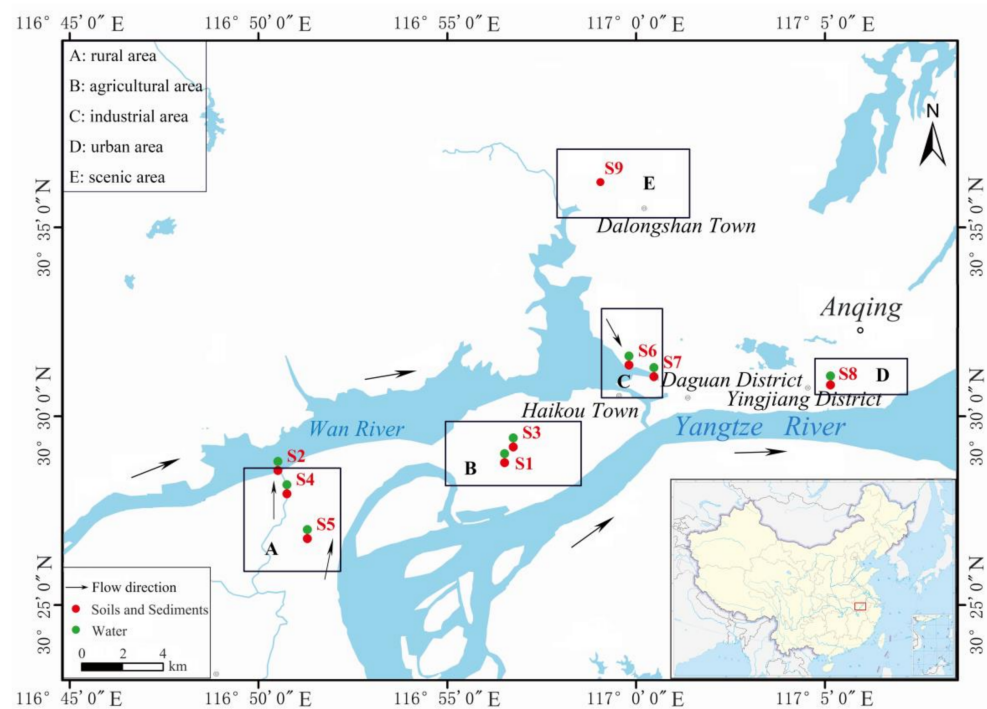 116° 45′ 0″ E
116° 50′ 0″ E
116° 55′ 0″ E
117° 0′ 0″ E
117° 5′ 0″ E
A: rural area
B: agricultural area
C: industrial area
D: urban area
E: scenic area
N
S9
E
Dalongshan Town
30° 35′ 0″ N
30° 35′ 0″ N
Anqing
S6
S7
C
S8
D
Daguan District
Yingjiang District
Haikou Town
30° 30′ 0″ N
30° 30′ 0″ N
Wan River
Yangtze River
S3
S1
B
S2
S4
S5
A
Flow direction
Soils and Sediments
Water
0 2 4
km
30° 25′ 0″ N
30° 25′ 0″ N
116° 45′ 0″ E
116° 50′ 0″ E
116° 55′ 0″ E
117° 0′ 0″ E
117° 5′ 0″ E